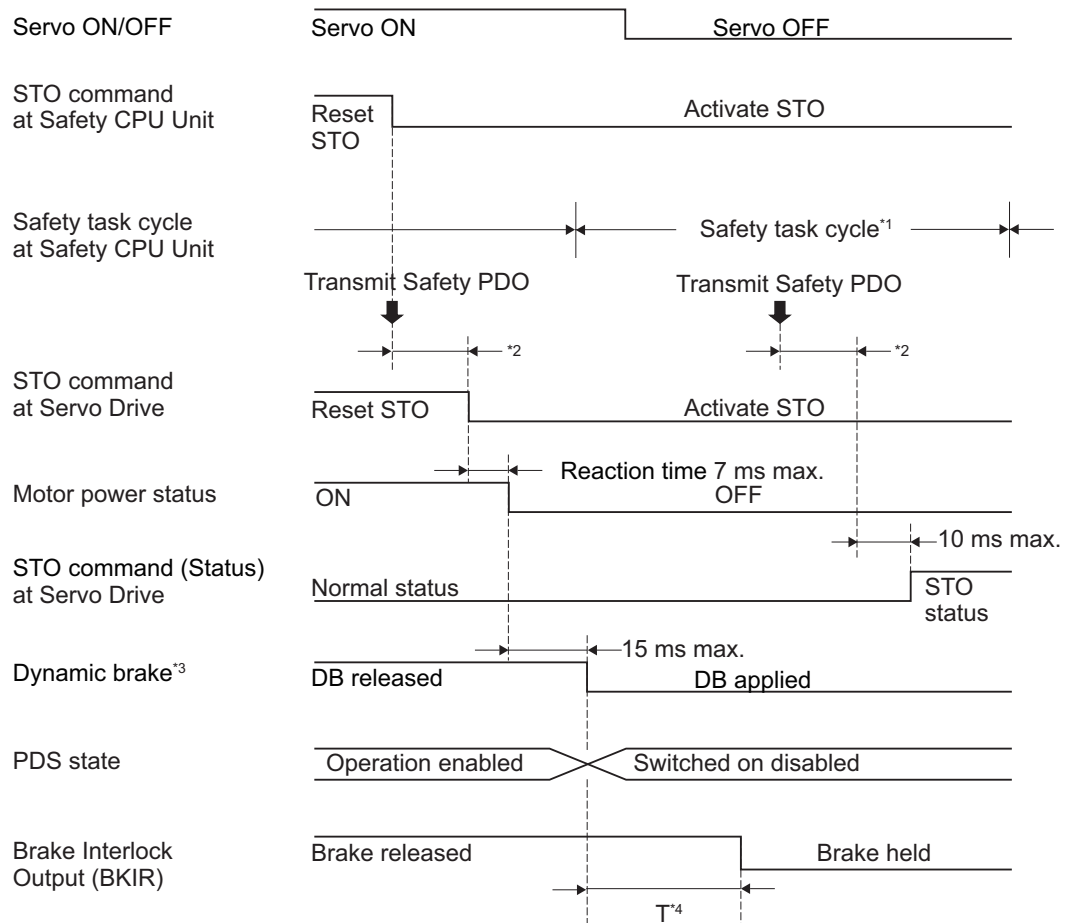 Servo ON/OFF
Servo ON
Servo OFF
STO command
at Safety CPU Unit
Reset
STO
Activate STO
Safety task cycle
at Safety CPU Unit
Safety task cycle*1
Transmit Safety PDO
Transmit Safety PDO
*2
*2
STO command
at Servo Drive
Reset STO
Activate STO
Reaction time 7 ms max.
Motor power status
ON
OFF
10 ms max.
STO command (Status)
at Servo Drive
Normal status
STO
status
15 ms max.
Dynamic brake*3
DB released
DB applied
PDS state
Operation enabled
Switched on disabled
Brake Interlock
Output (BKIR)
Brake released
Brake held
T*4